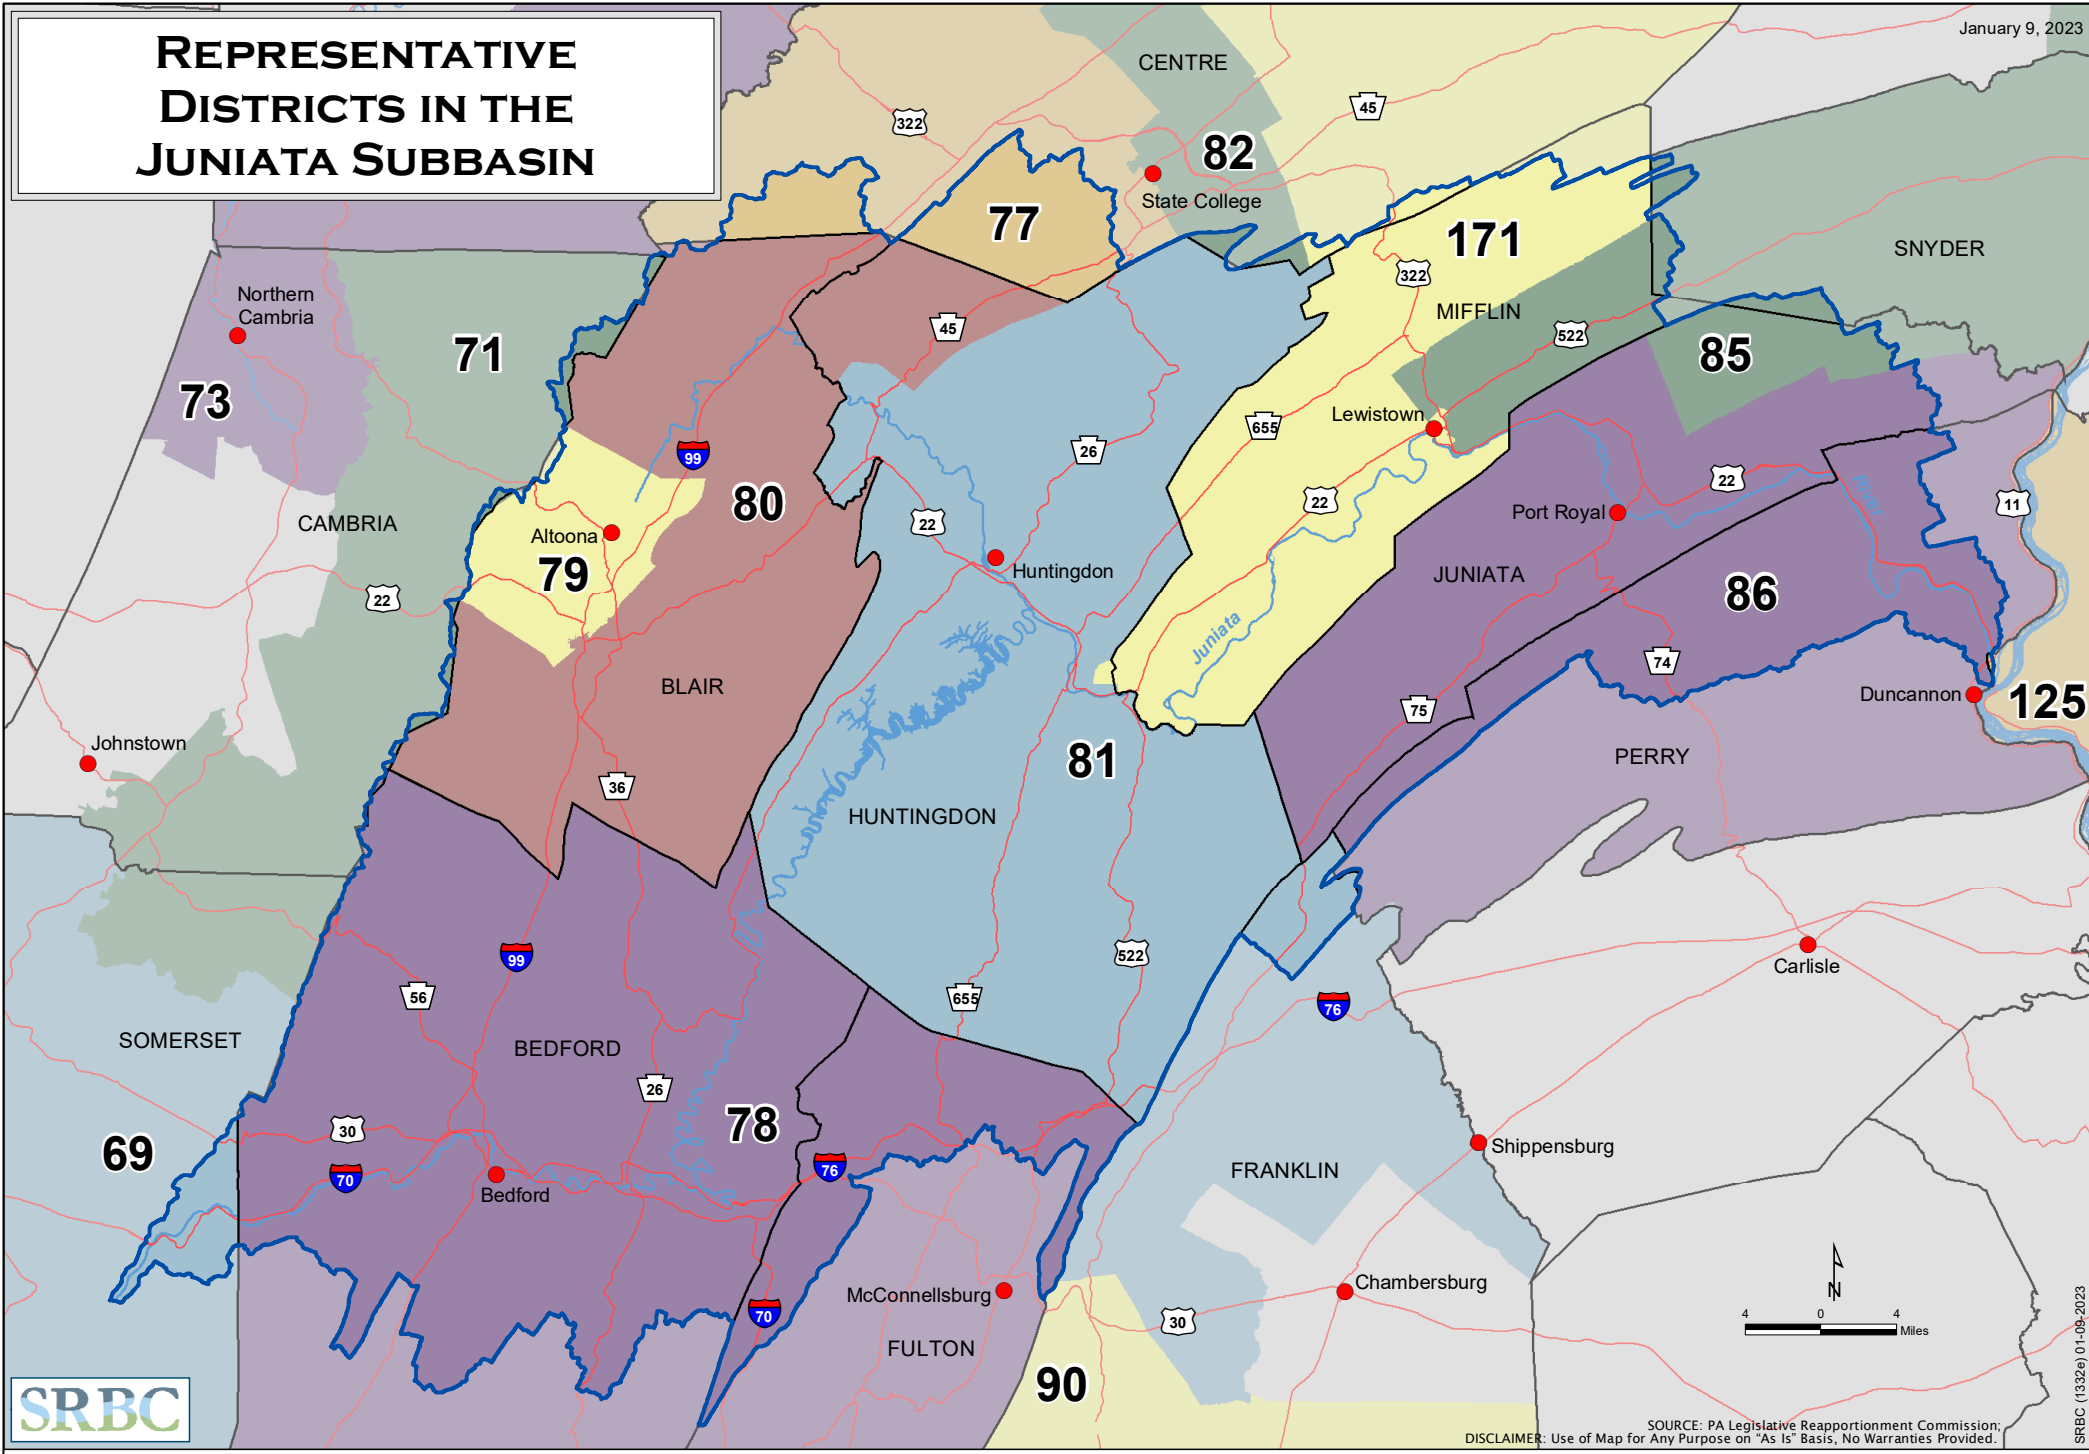 REPRESENTATIVE
DISTRICTS IN THE
JUNIATA SUBBASIN
January 9, 2023
CENTRE
45
322
82
State College
77
171
SNYDER
322
MIFFLIN
Northern
Cambria
71
45
522
85
73
Lewistown
655
26
99
80
22
22
11
River
CAMBRIA
22
Port Royal
Altoona
79
Huntingdon
JUNIATA
86
22
Juniata
74
BLAIR
Duncannon
125
75
Johnstown
81
PERRY
36
HUNTINGDON
99
522
Carlisle
56
655
76
SOMERSET
BEDFORD
26
78
30
69
Shippensburg
76
FRANKLIN
70
Bedford
McConnellsburg
Chambersburg
N
70
30
4 0 4
Miles
FULTON
90
SRBC
SOURCE: PA Legislative Reapportionment Commission;
DISCLAIMER: Use of Map for Any Purpose on "As Is" Basis, No Warranties Provided.
SRBC (1332e) 01-09-2023